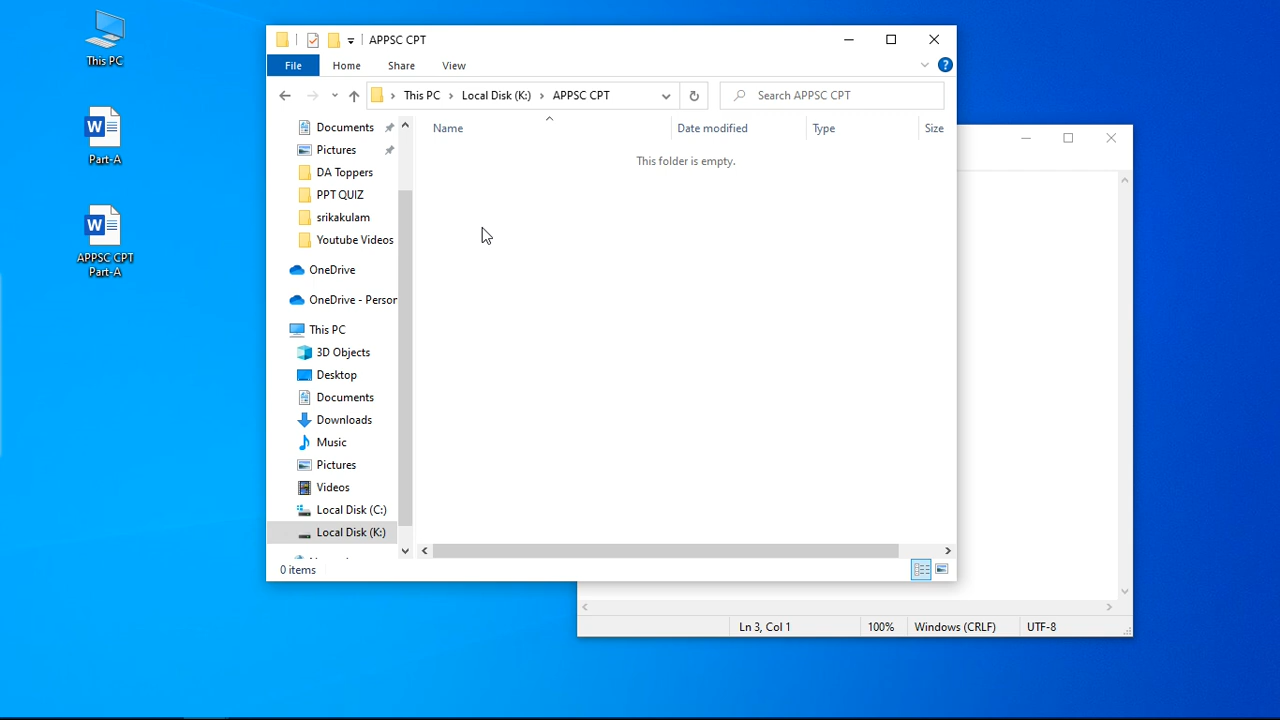 This PC
Part-A
APPSC CPT
Part-A
APPSC CPT
File Home Share View
This PC Local Disk (K:) APPSC CPT
Search APPSC CPT
Name Date modified Type Size
This folder is empty.
Documents
Pictures
DA Toppers
PPT QUIZ
srikakulam
Youtube Videos
OneDrive
OneDrive - Person
This PC
3D Objects
Desktop
Documents
Downloads
Music
Pictures
Videos
Local Disk (C:)
Local Disk (K:)
0 items
Ln 3, Col 1 100% Windows (CRLF) UTF-8